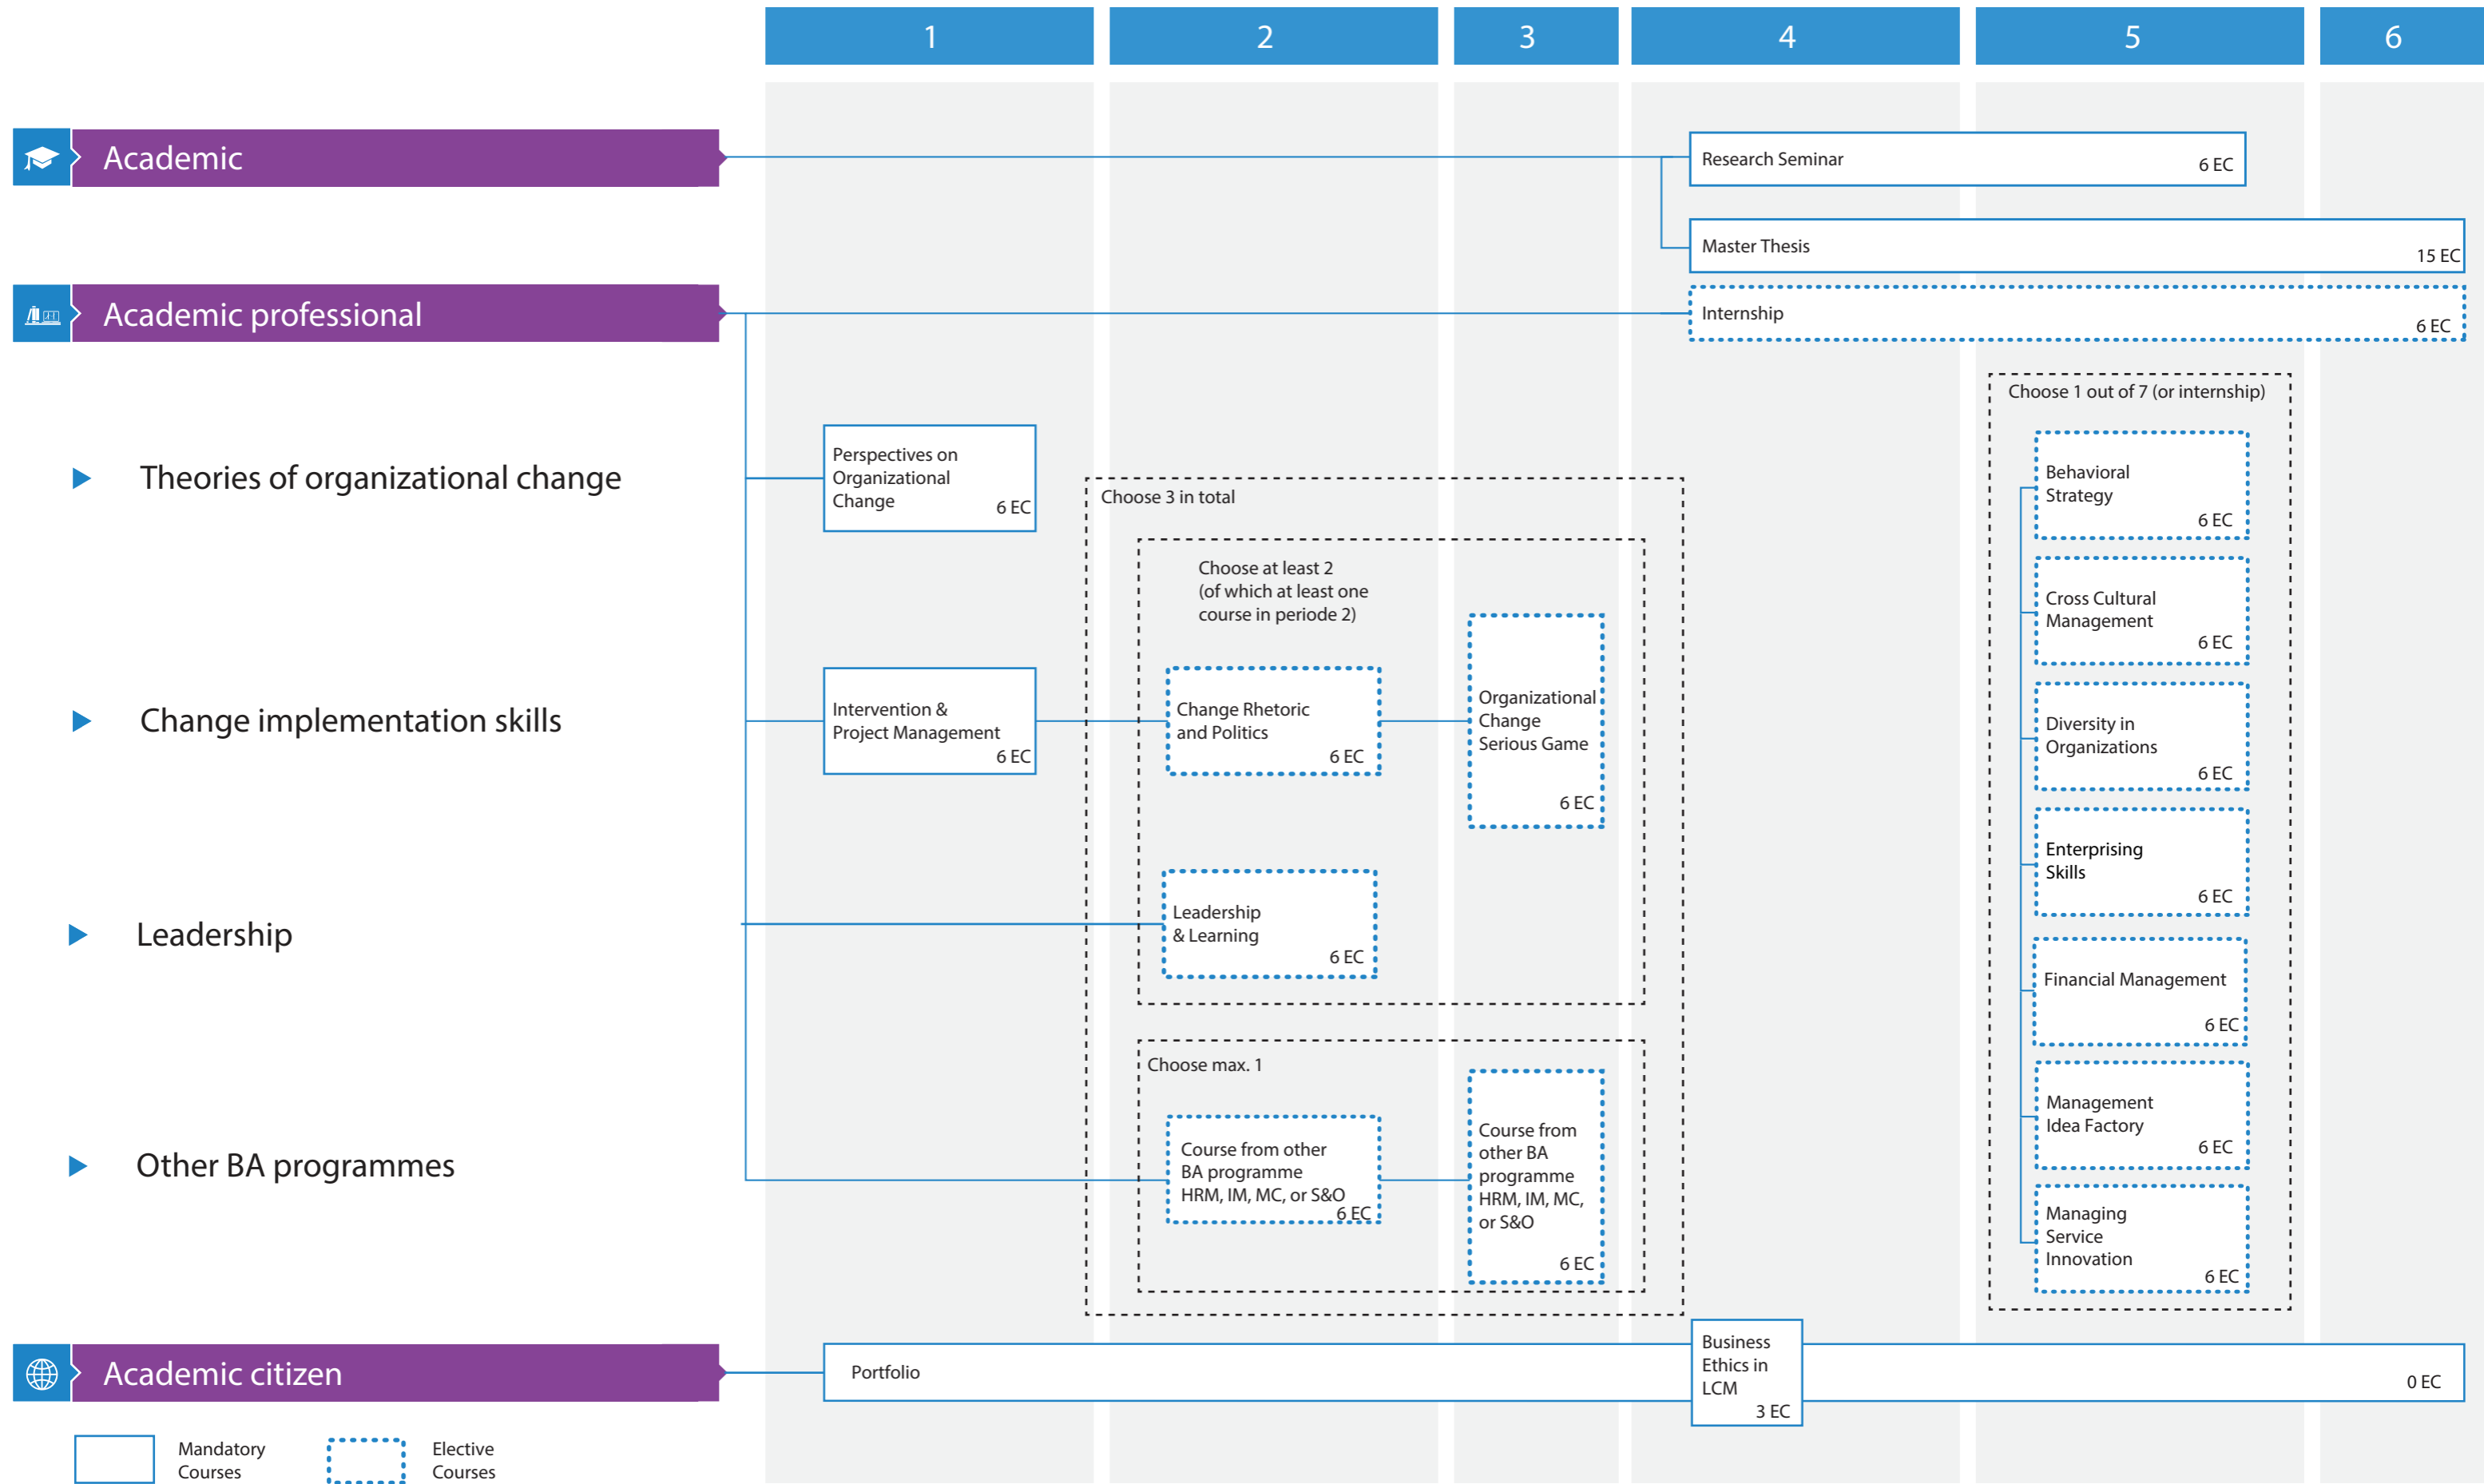 1 2 3 4 5 6
Academic
Research Seminar
6 EC
Master Thesis
15 EC
Academic professional
Internship
6 EC
Theories of organizational change
Perspectives on
Organizational
Change
6 EC
Change implementation skills
Intervention &
Project Management
6 EC
Choose 3 in total
Choose at least 2
(of which at least one
course in periode 2)
Change Rhetoric
and Politics
6 EC
Organizational
Change
Serious Game
6 EC
Leadership
Leadership
& Learning
6 EC
Other BA programmes
Choose max. 1
Course from other
BA programme
HRM, IM, MC, or S&O
6 EC
Course from
other BA
programme
HRM, IM, MC,
or S&O
6 EC
Choose 1 out of 7 (or internship)
Behavioral
Strategy
6 EC
Cross Cultural
Management
6 EC
Diversity in
Organizations
6 EC
Enterprising
Skills
6 EC
Financial Management
6 EC
Management
Idea Factory
6 EC
Managing
Service
Innovation
6 EC
Academic citizen
Portfolio
Business
Ethics in
LCM
3 EC
0 EC
Mandatory
Courses
Elective
Courses